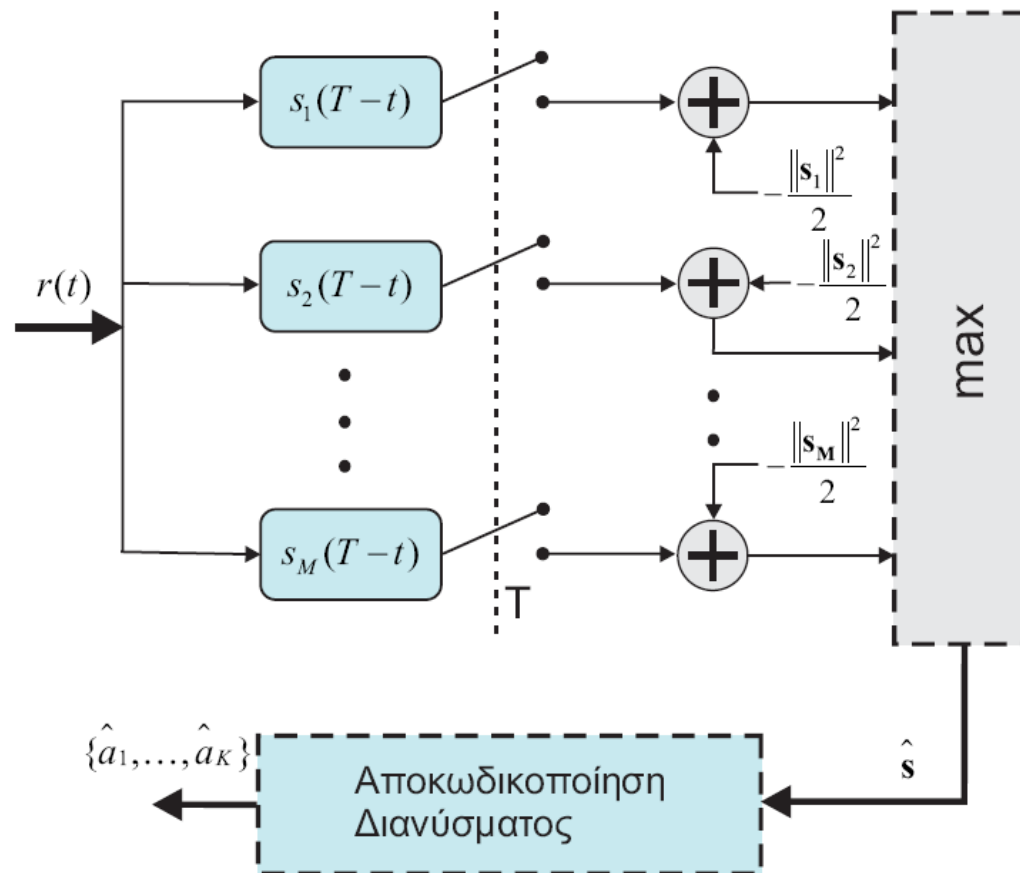 s₁(T−t)
−‖s₁‖²/2
s₂(T−t)
−‖s₂‖²/2
r(t)
max
−‖s_M‖²/2
s_M(T−t)
T
{â₁,…,â_K}
ŝ
Αποκωδικοποίηση
Διανύσματος